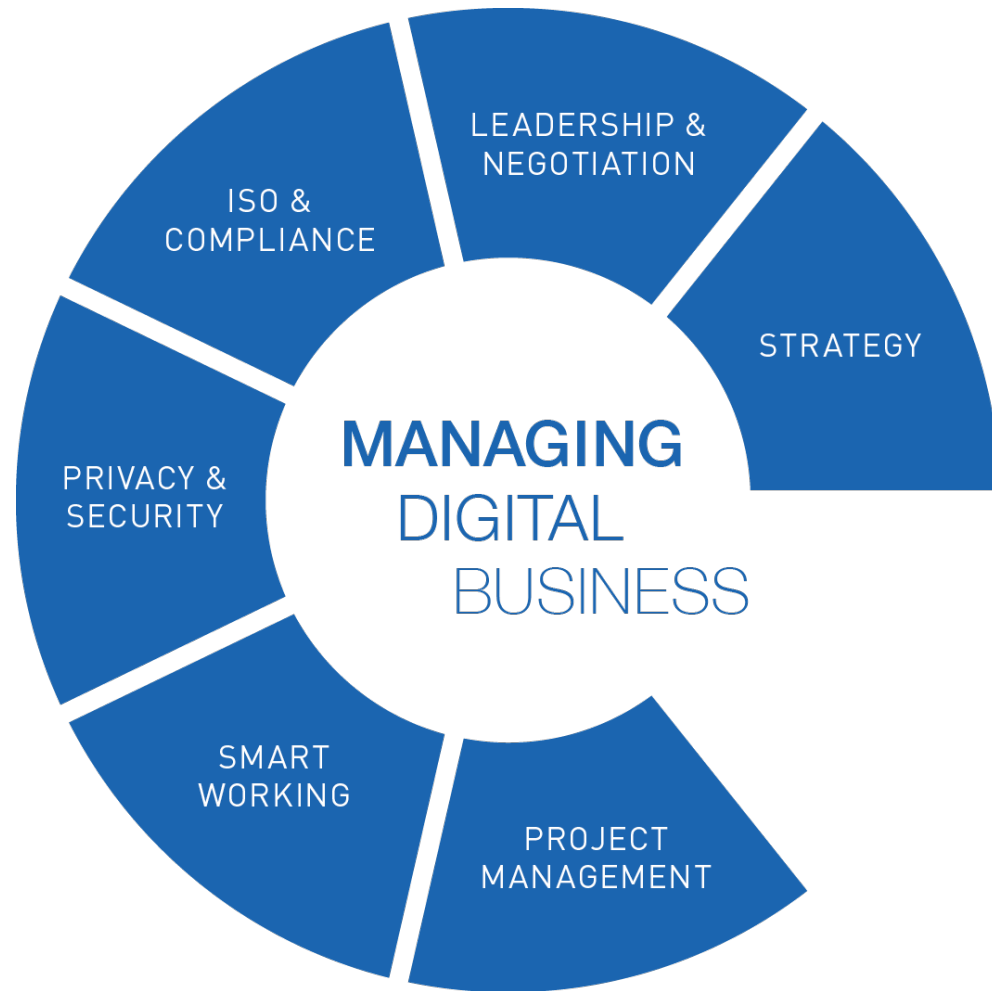 LEADERSHIP &
NEGOTIATION
ISO &
COMPLIANCE
STRATEGY
MANAGING
DIGITAL
BUSINESS
PRIVACY &
SECURITY
SMART
WORKING
PROJECT
MANAGEMENT